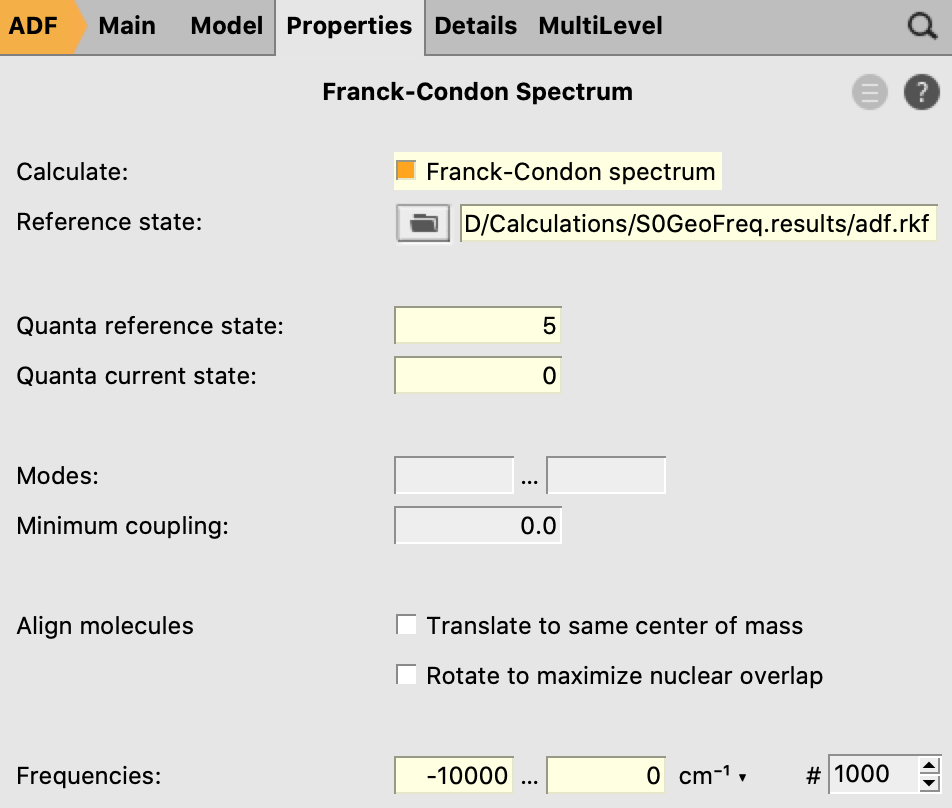 ADF Main Model Properties Details MultiLevel
Franck-Condon Spectrum ?
Calculate: Franck-Condon spectrum
Reference state: D/Calculations/S0GeoFreq.results/adf.rkf
Quanta reference state: 5
Quanta current state: 0
Modes: ...
Minimum coupling: 0.0
Align molecules Translate to same center of mass
Rotate to maximize nuclear overlap
Frequencies: -10000 ... 0 cm⁻¹ # 1000